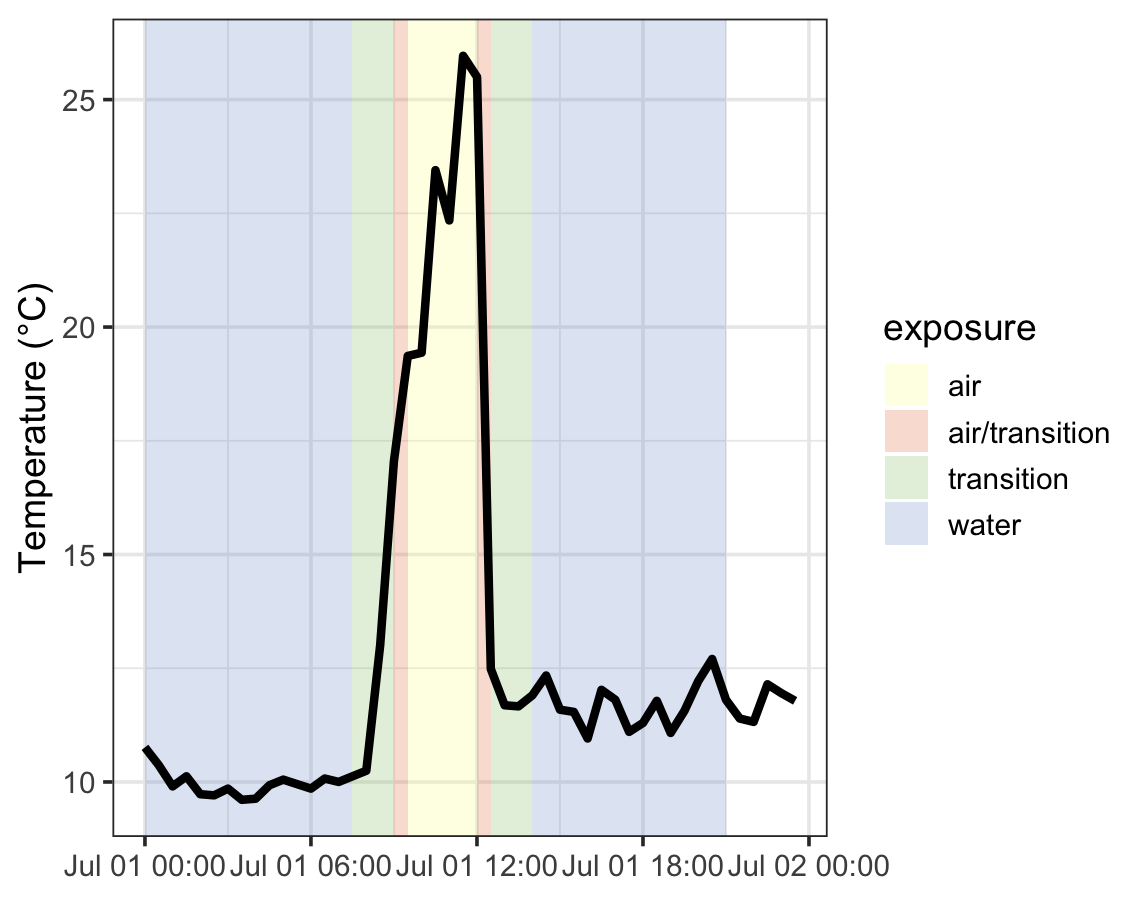 Temperature (°C)
25
20
15
10
Jul 01 00:00
Jul 01 06:00
Jul 01 12:00
Jul 01 18:00
Jul 02 00:00
exposure
air
air/transition
transition
water